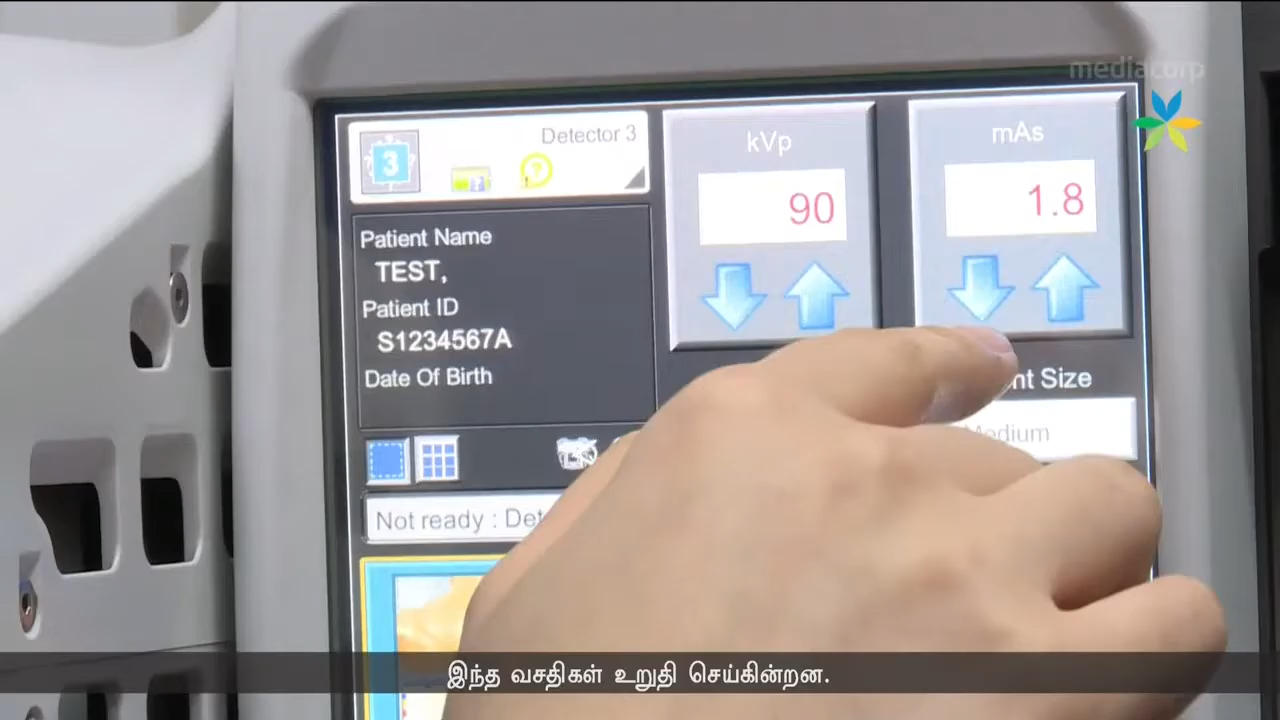 mediacorp
Detector 3
3
kVp
90
mAs
1.8
Patient Name
TEST,
Patient ID
S1234567A
Date Of Birth
nt Size
Medium
Not ready : Det
இந்த வசதிகள் உறுதி செய்கின்றன.